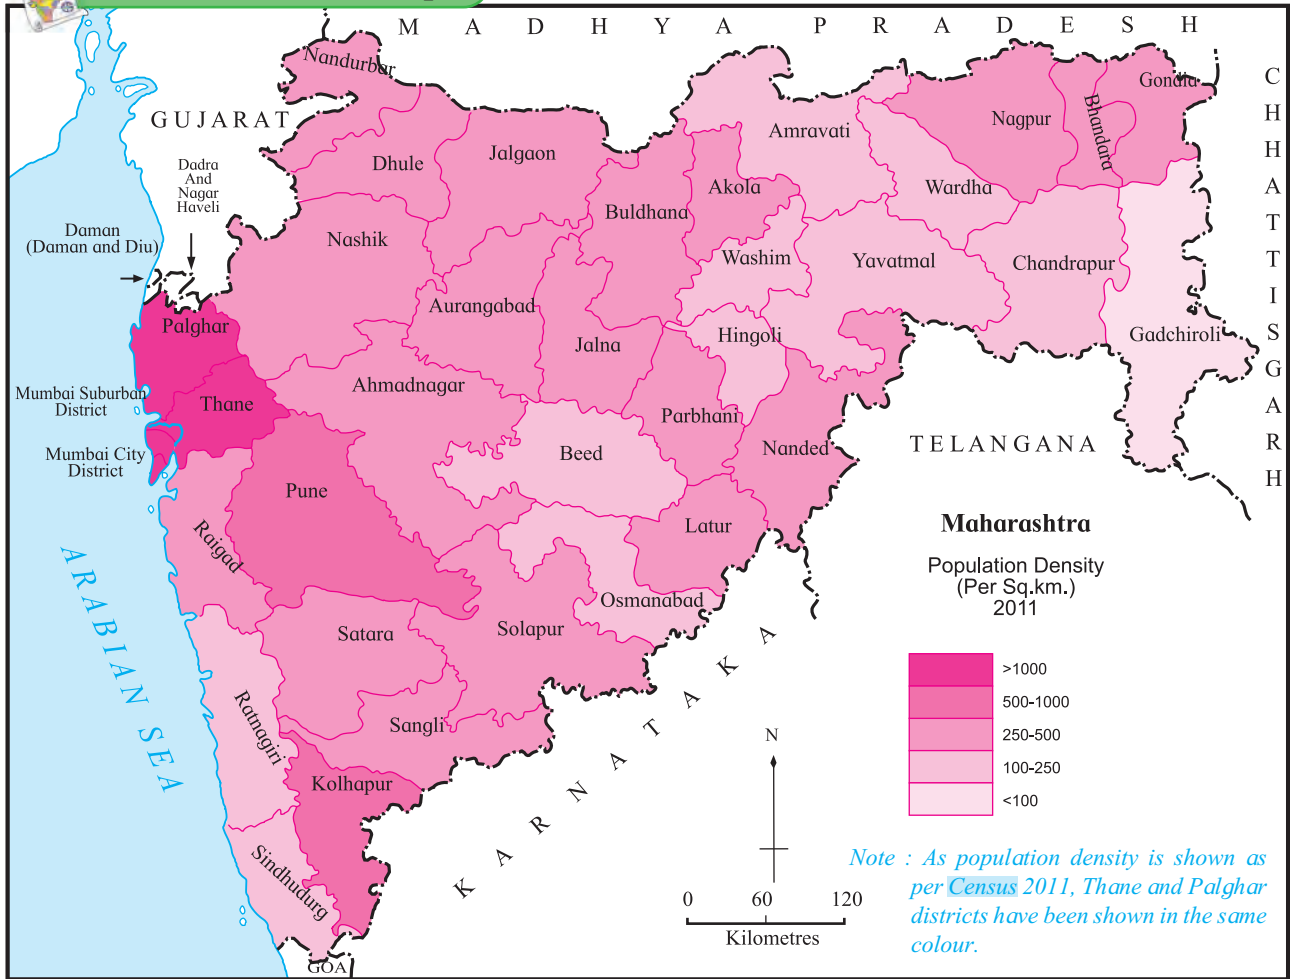 M A D H Y A P R A D E S H
C H H A T T I S G A R H
GUJARAT
Dadra
And
Nagar
Haveli
Daman
(Daman and Diu)
Nandurbar
Dhule
Jalgaon
Nashik
Buldhana
Akola
Amravati
Wardha
Nagpur
Bhandara
Gondia
Washim
Yavatmal
Chandrapur
Gadchiroli
Palghar
Thane
Aurangabad
Jalna
Hingoli
Ahmadnagar
Parbhani
Nanded
Mumbai Suburban
District
Mumbai City
District
Beed
Pune
Latur
Raigad
Osmanabad
Satara
Solapur
Ratnagiri
Sangli
Kolhapur
Sindhudurg
GOA
ARABIAN SEA
KARNATAKA
TELANGANA
Maharashtra
Population Density
(Per Sq.km.)
2011
>1000
500-1000
250-500
100-250
<100
N
0 60 120
Kilometres
Note : As population density is shown as
per Census 2011, Thane and Palghar
districts have been shown in the same
colour.